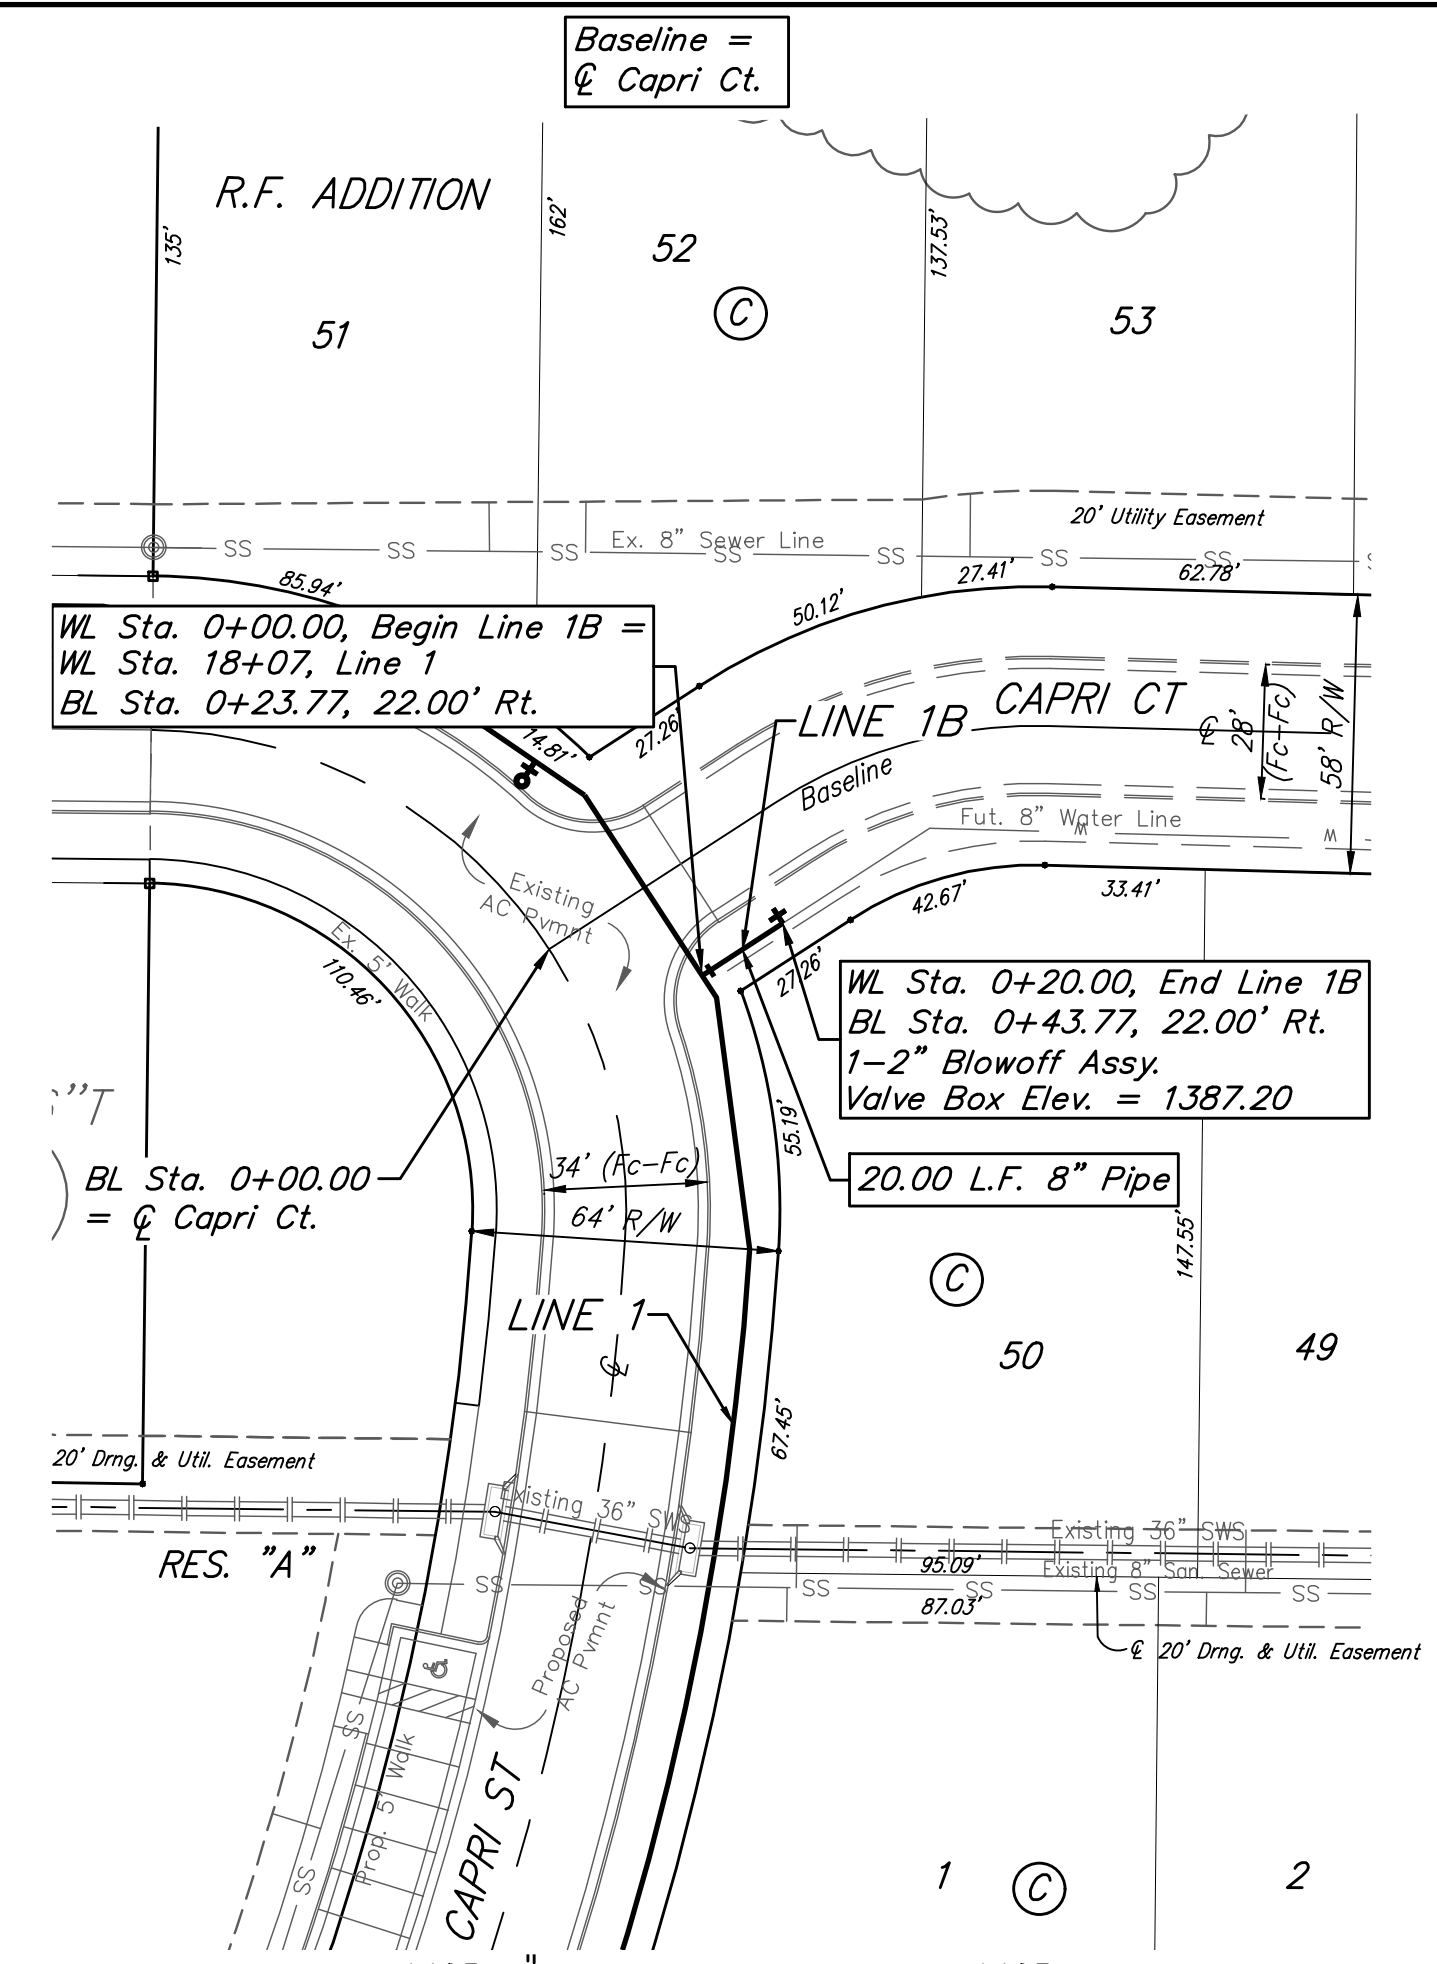 Baseline =
℄ Capri Ct.
R.F. ADDITION
135'
162'
137.53'
51
52
C
53
20' Utility Easement
Ex. 8" Sewer Line
SS SS SS SS SS SS SS
85.94'
50.12'
27.41'
62.78'
WL Sta. 0+00.00, Begin Line 1B =
WL Sta. 18+07, Line 1
BL Sta. 0+23.77, 22.00' Rt.
14.81'
27.26'
LINE 1B
CAPRI CT
℄
28'
(Fc-Fc)
58' R/W
Baseline
Fut. 8" Water Line
W W
Existing
AC Pvmnt
42.67'
33.41'
27.26'
Ex. 5' Walk
110.46'
WL Sta. 0+20.00, End Line 1B
BL Sta. 0+43.77, 22.00' Rt.
1-2" Blowoff Assy.
Valve Box Elev. = 1387.20
55.19'
20.00 L.F. 8" Pipe
BL Sta. 0+00.00
= ℄ Capri Ct.
34' (Fc-Fc)
64' R/W
147.55'
C
LINE 1
50
49
℄
67.45'
20' Drng. & Util. Easement
Existing 36" SWS
Existing 36" SWS
RES. "A"
95.09'
Existing 8" San. Sewer
SS SS SS SS SS SS
87.03'
℄ 20' Drng. & Util. Easement
Proposed
AC Pvmnt
SS
Prop. 5' Walk
SS
CAPRI ST
1
C
2